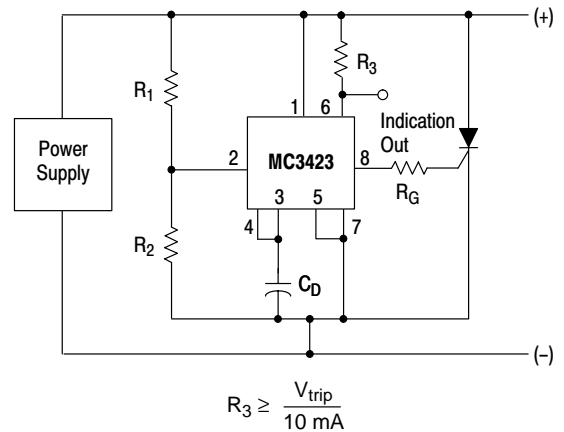 (+)
R3
R1
1
6
Indication
Out
Power
Supply
2
MC3423
8
RG
3
5
4
7
R2
CD
(–)
R3 ≥ Vtrip
10 mA